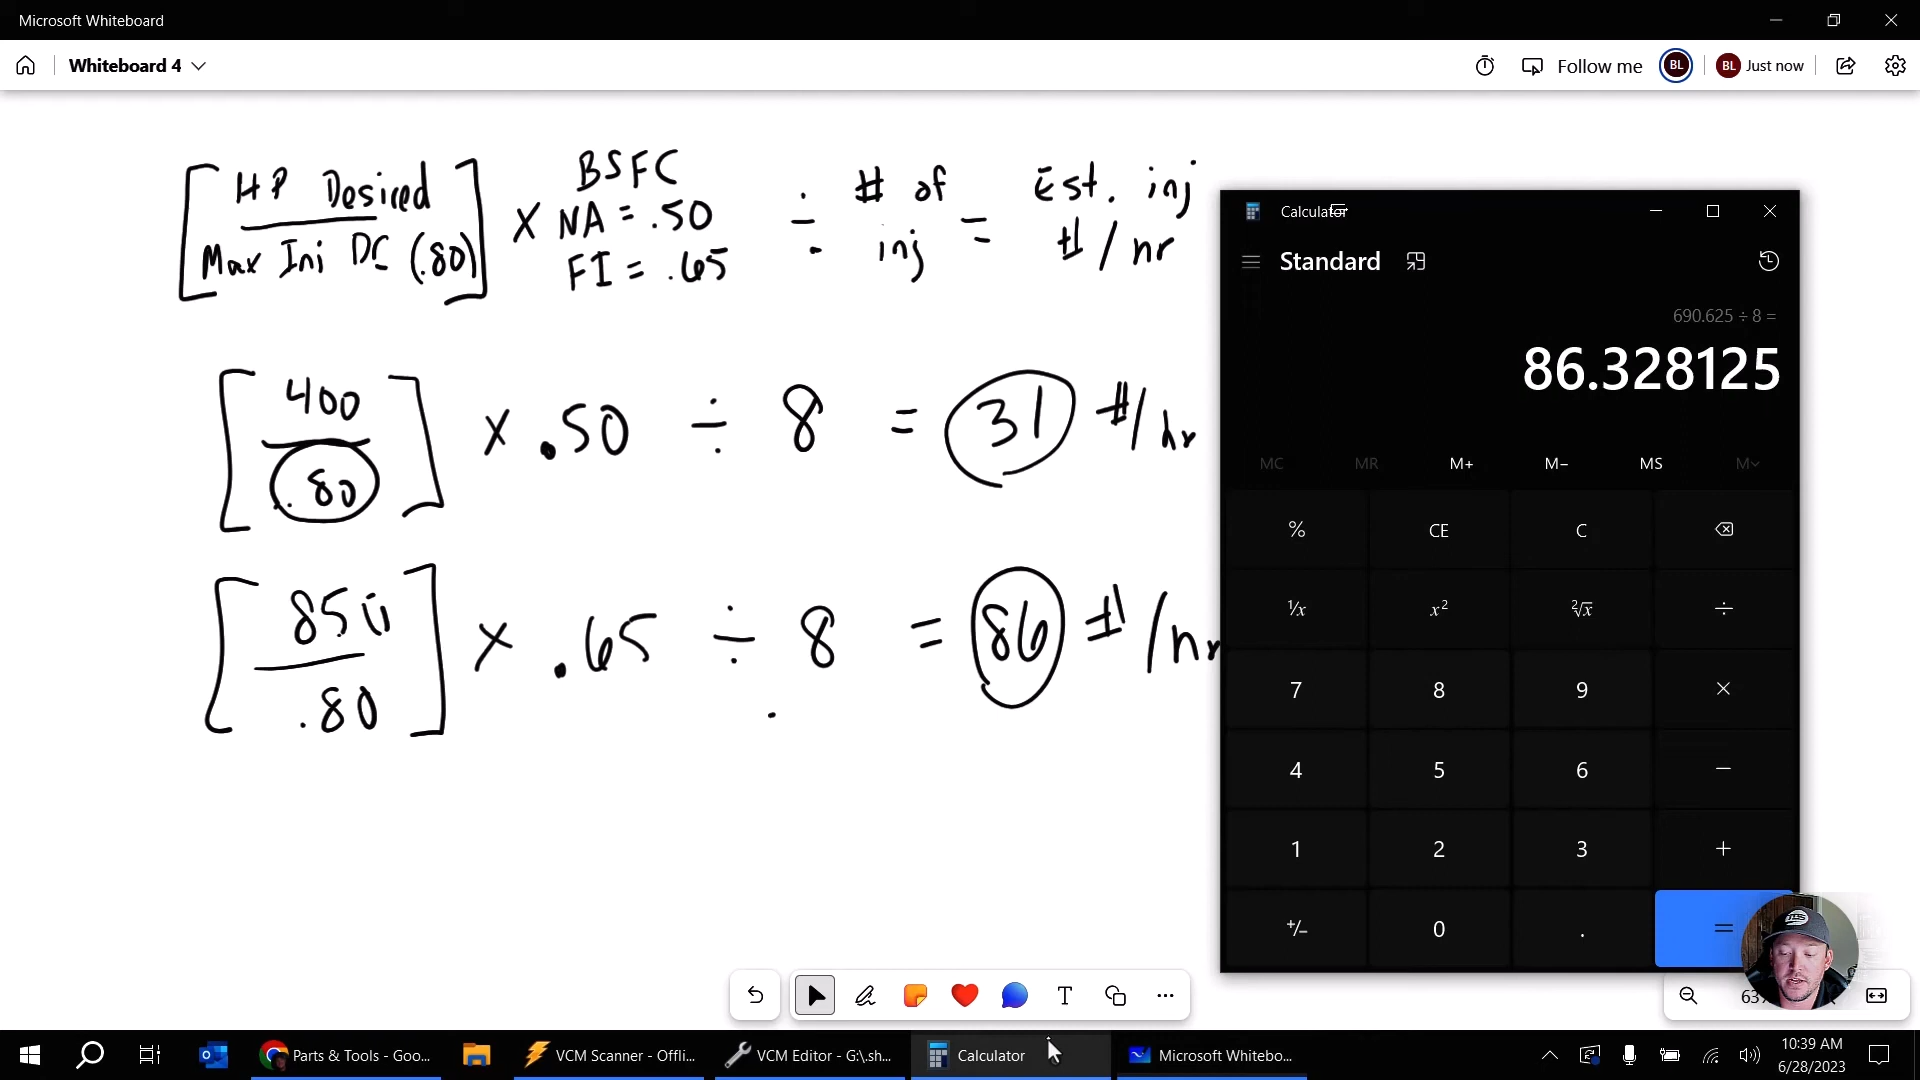 Microsoft Whiteboard
Whiteboard 4
Follow me
BL
BL Just now
[HP Desired
Max Inj DC (.80)]
x
BSFC
NA = .50
FI = .65
÷
# of
inj
=
Est. inj
#/hr
[400
.80]
x .50 ÷ 8 = 31 #/hr
[850
.80]
x .65 ÷ 8 = 86 #/hr
Calculator
Standard
690.625 ÷ 8 =
86.328125
MC MR M+ M− MS M˅
% CE C
¹/x x² ²√x ÷
7 8 9 ×
4 5 6 −
1 2 3 +
+/− 0 . =
T
Parts & Tools - Goo...
VCM Scanner - Offli...
VCM Editor - G:\.sh...
Calculator
Microsoft Whitebo...
10:39 AM
6/28/2023